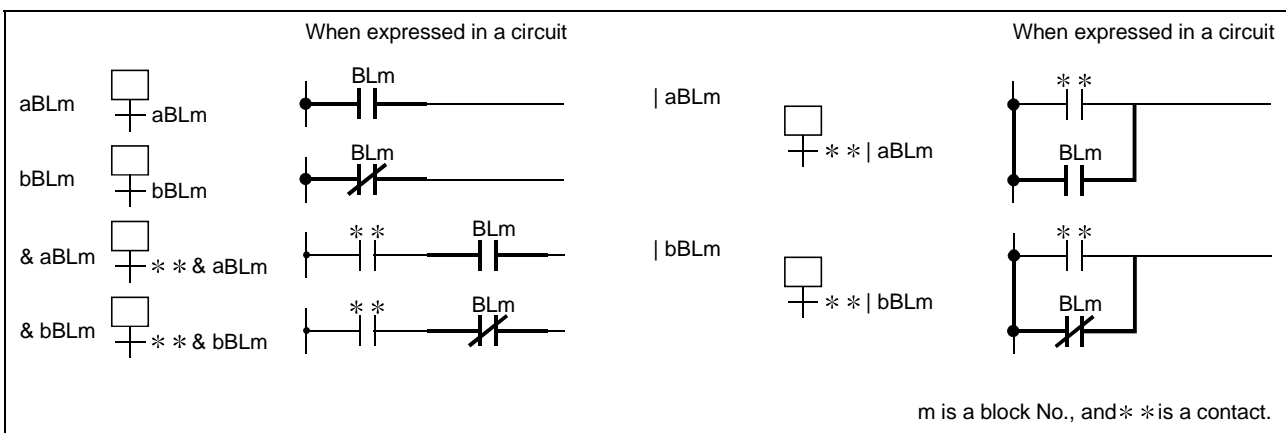 When expressed in a circuit
aBLm
aBLm
BLm
bBLm
bBLm
BLm
& aBLm
**& aBLm
**
BLm
& bBLm
**& bBLm
**
BLm
When expressed in a circuit
| aBLm
**| aBLm
**
BLm
| bBLm
**| bBLm
**
BLm
m is a block No., and ** is a contact.